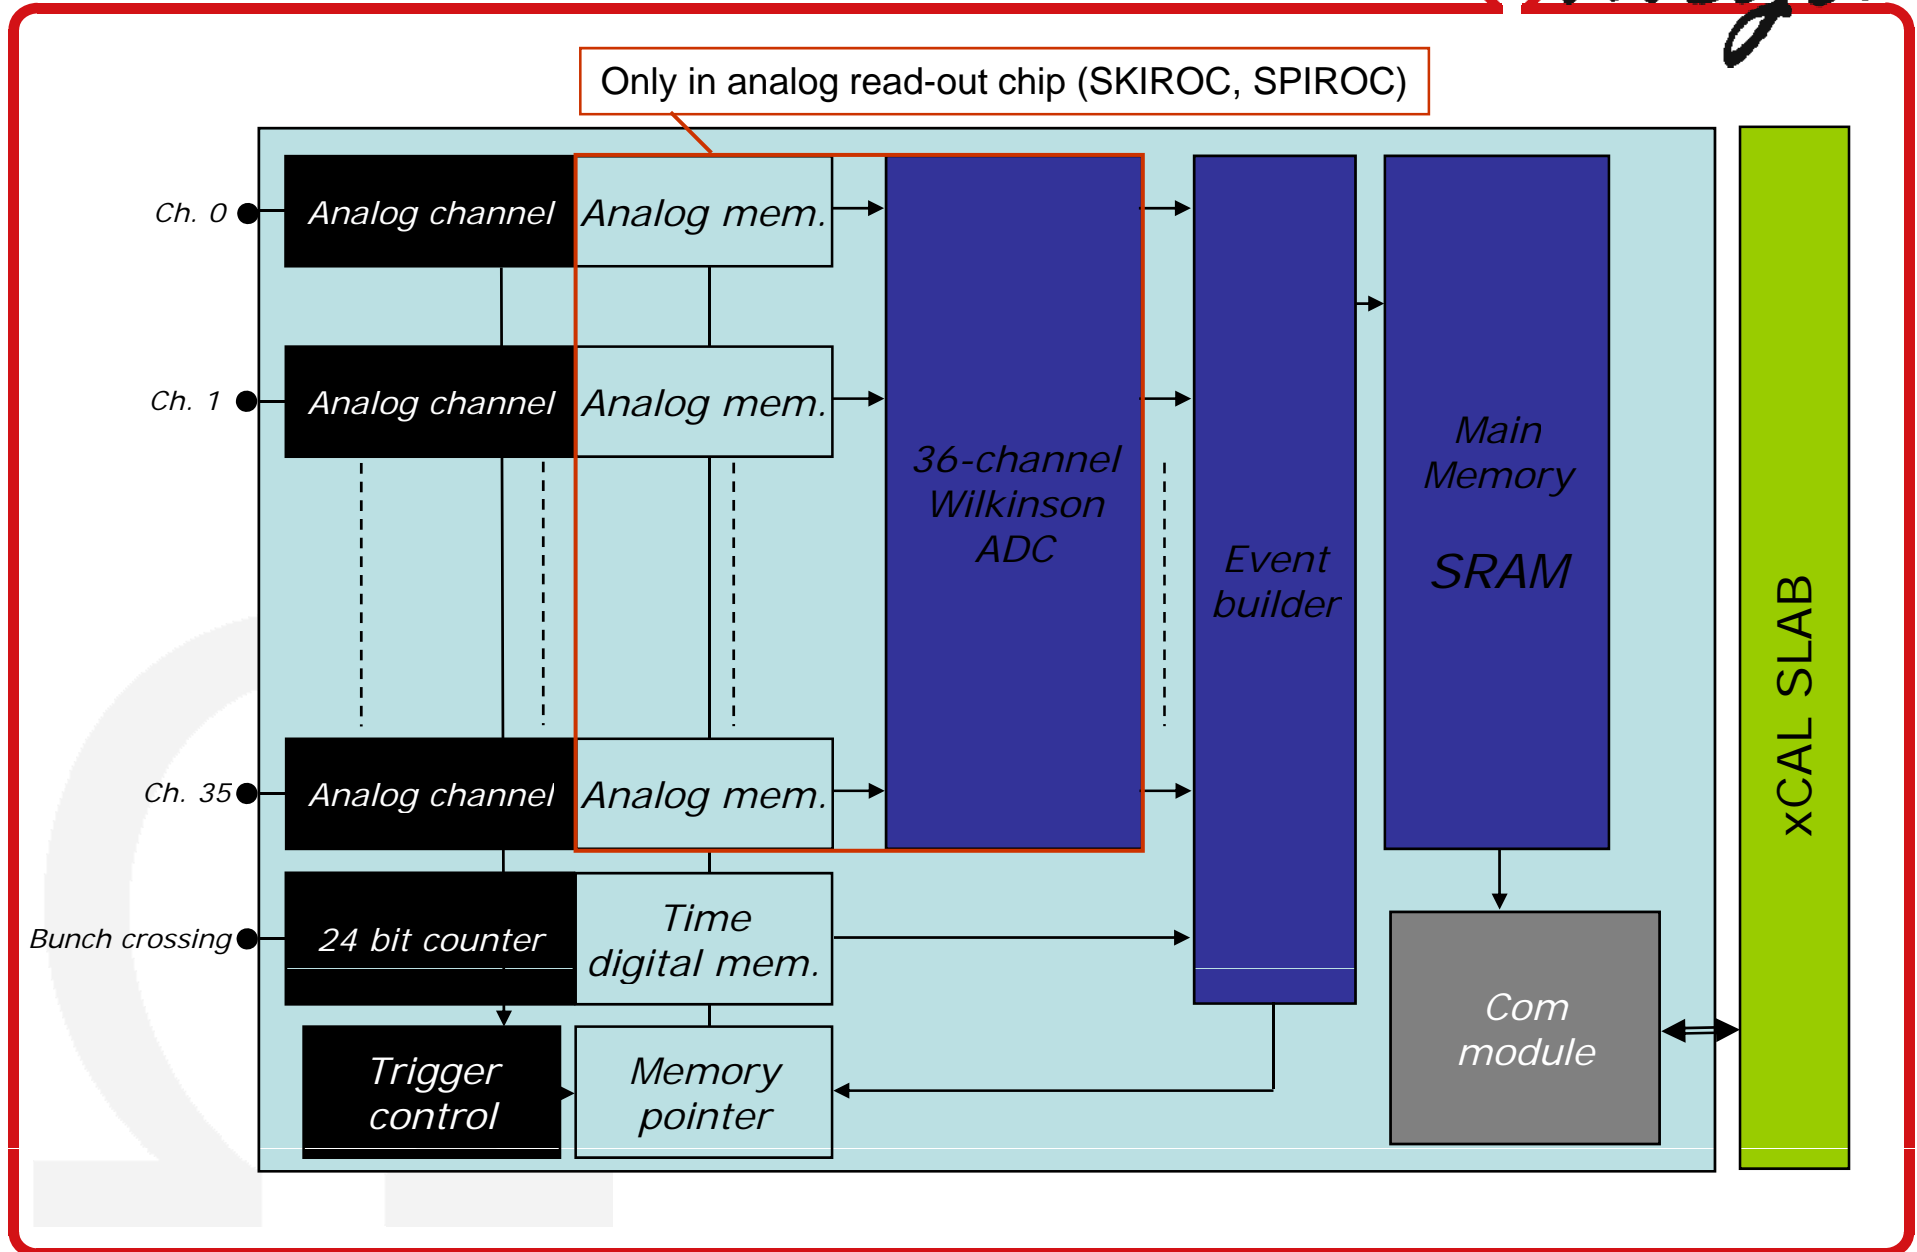 Only in analog read-out chip (SKIROC, SPIROC)
Ch. 0
Analog channel
Analog mem.
Ch. 1
Analog channel
Analog mem.
36-channel
Wilkinson
ADC
Event
builder
Main
Memory
SRAM
xCAL SLAB
Ch. 35
Analog channel
Analog mem.
Bunch crossing
24 bit counter
Time
digital mem.
Trigger
control
Memory
pointer
Com
module